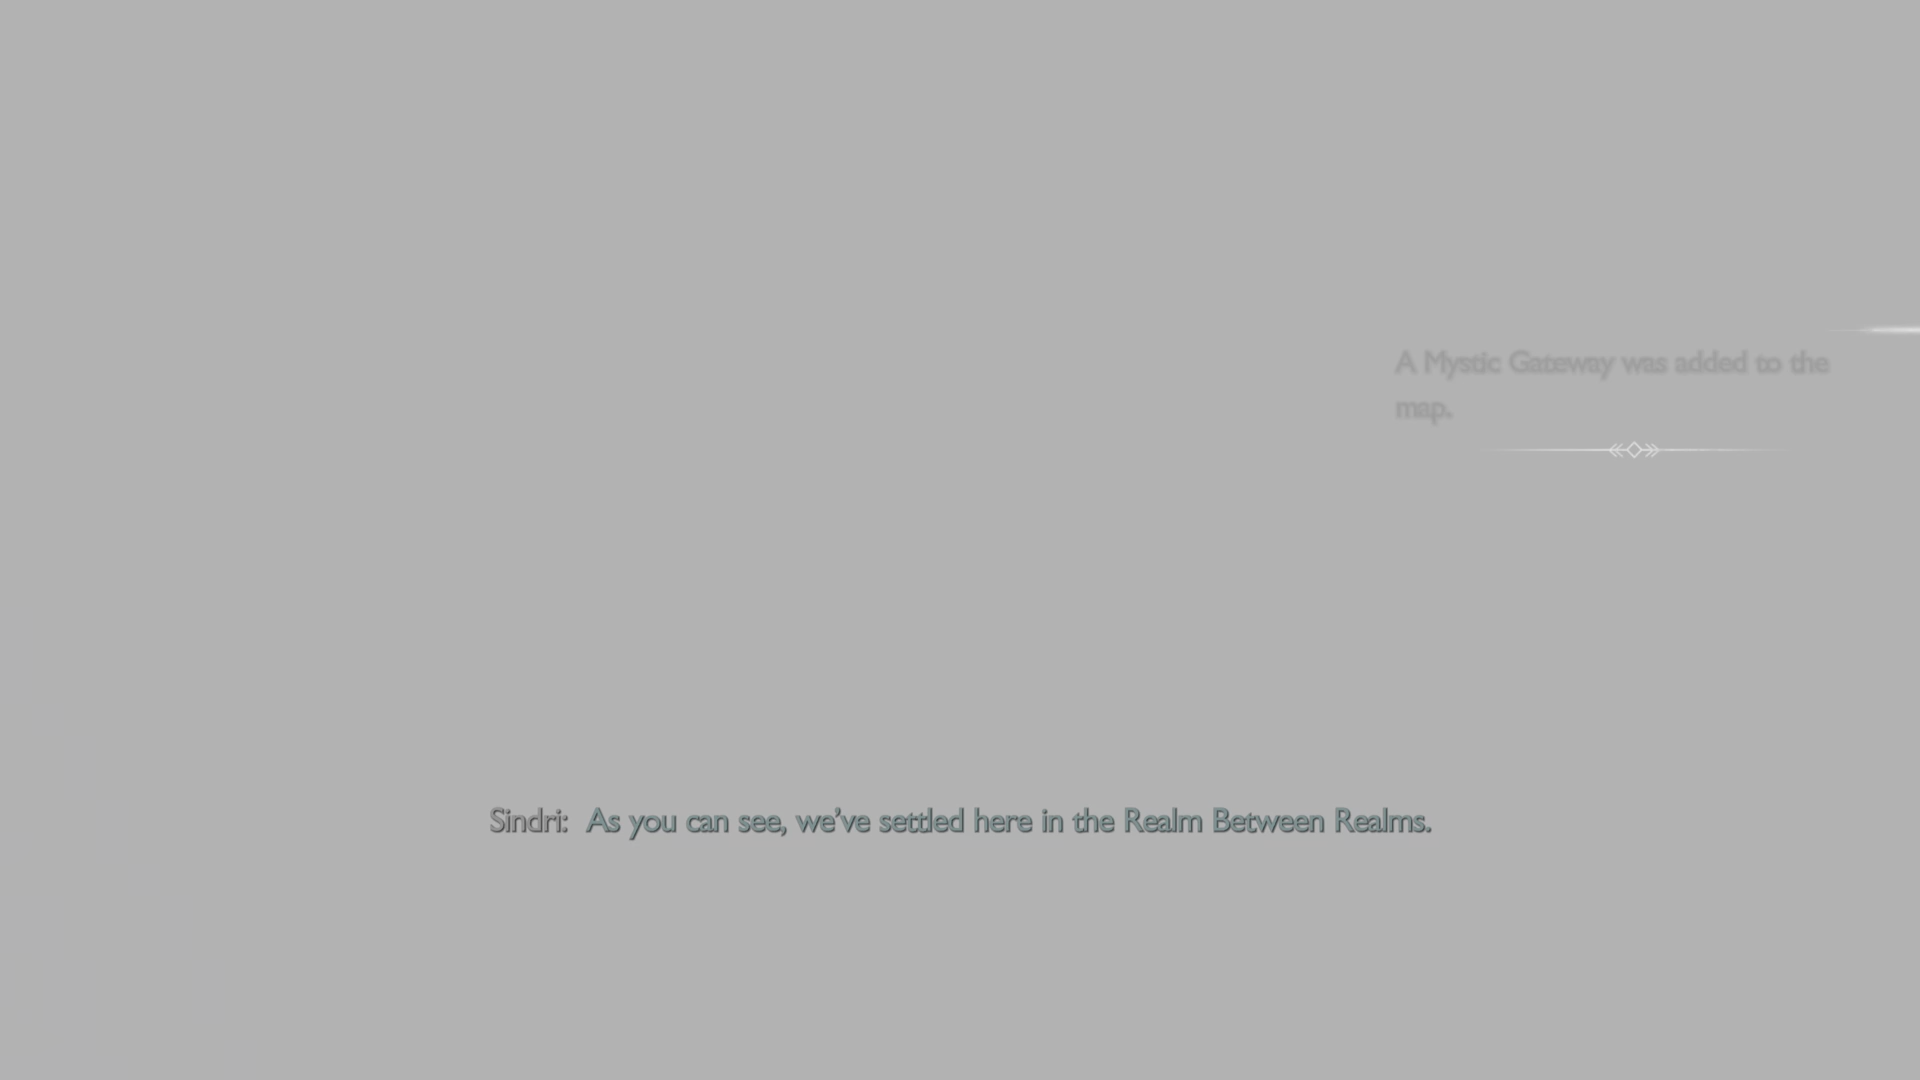 A Mystic Gateway was added to the
map.
Sindri: As you can see, we've settled here in the Realm Between Realms.